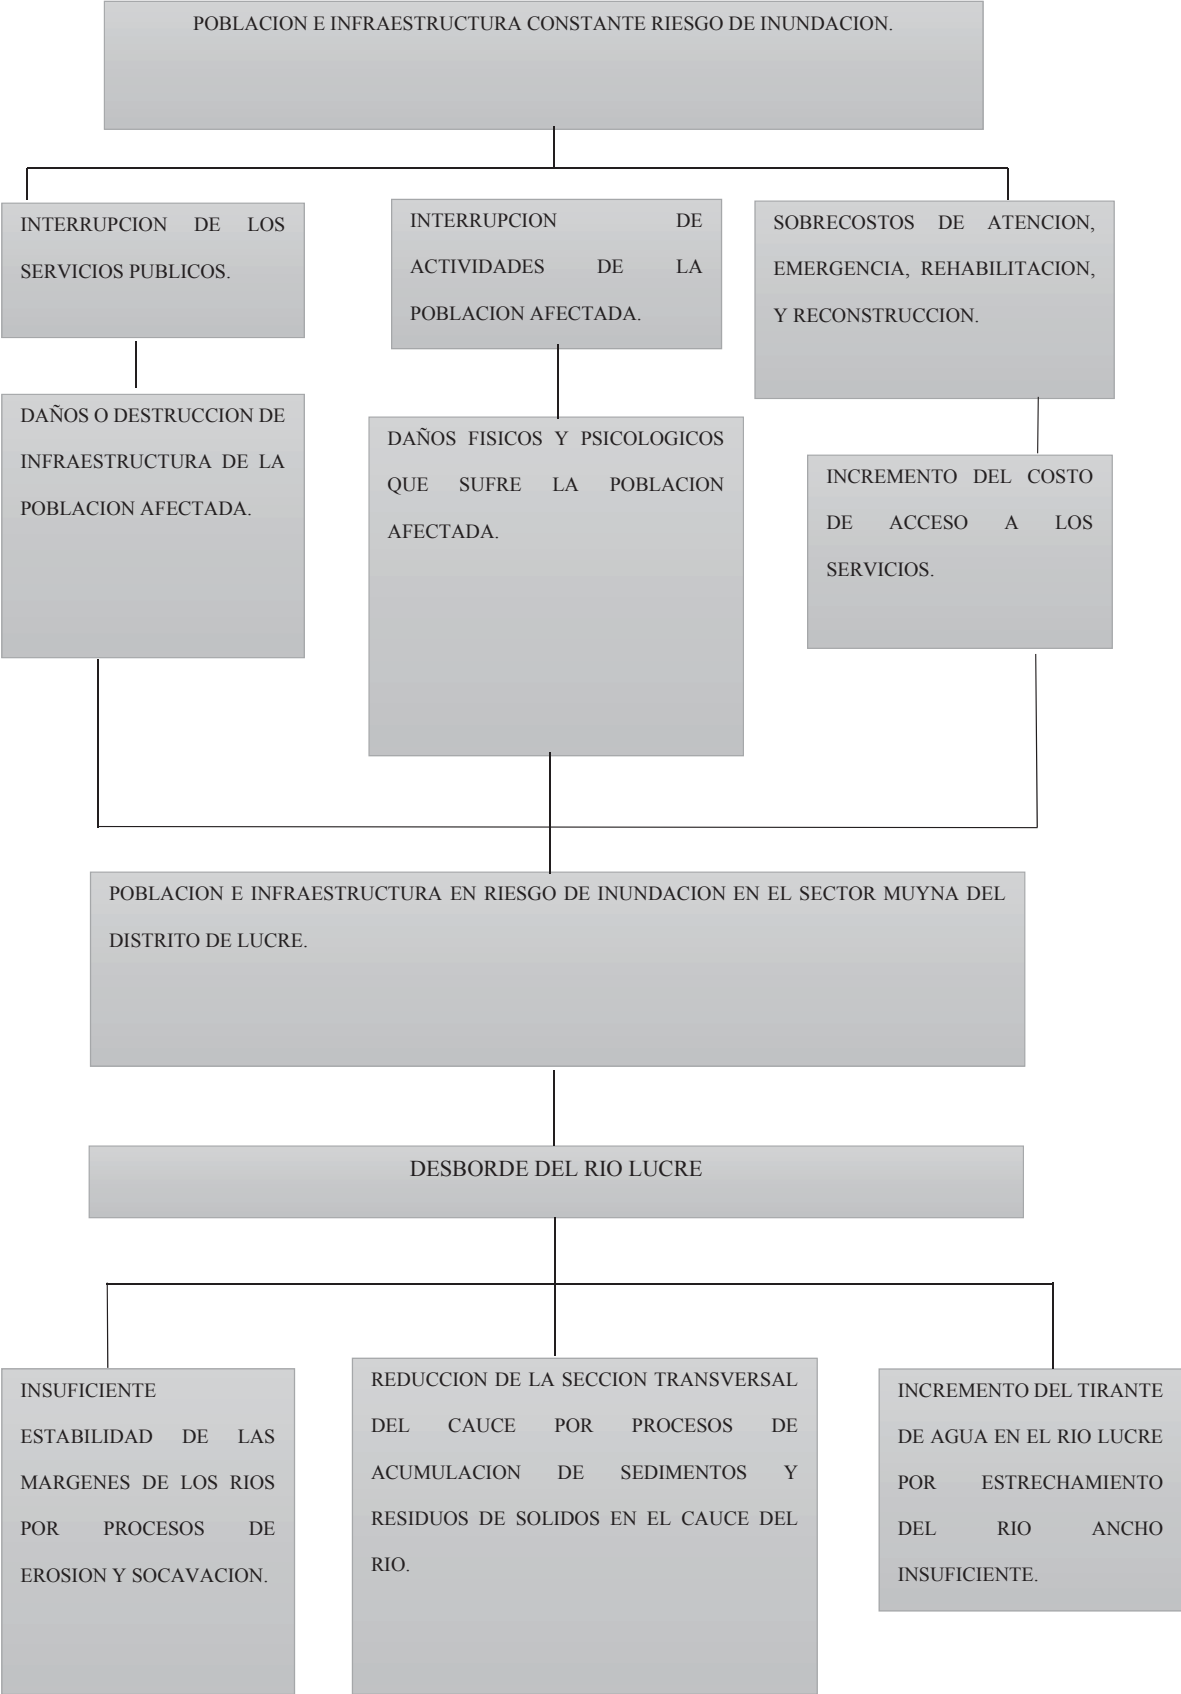 POBLACION E INFRAESTRUCTURA CONSTANTE RIESGO DE INUNDACION.
INTERRUPCION DE LOS
SERVICIOS PUBLICOS.
INTERRUPCION DE
ACTIVIDADES DE LA
POBLACION AFECTADA.
SOBRECOSTOS DE ATENCION,
EMERGENCIA, REHABILITACION,
Y RECONSTRUCCION.
DAÑOS O DESTRUCCION DE
INFRAESTRUCTURA DE LA
POBLACION AFECTADA.
DAÑOS FISICOS Y PSICOLOGICOS
QUE SUFRE LA POBLACION
AFECTADA.
INCREMENTO DEL COSTO
DE ACCESO A LOS
SERVICIOS.
POBLACION E INFRAESTRUCTURA EN RIESGO DE INUNDACION EN EL SECTOR MUYNA DEL
DISTRITO DE LUCRE.
DESBORDE DEL RIO LUCRE
INSUFICIENTE
ESTABILIDAD DE LAS
MARGENES DE LOS RIOS
POR PROCESOS DE
EROSION Y SOCAVACION.
REDUCCION DE LA SECCION TRANSVERSAL
DEL CAUCE POR PROCESOS DE
ACUMULACION DE SEDIMENTOS Y
RESIDUOS DE SOLIDOS EN EL CAUCE DEL
RIO.
INCREMENTO DEL TIRANTE
DE AGUA EN EL RIO LUCRE
POR ESTRECHAMIENTO
DEL RIO ANCHO
INSUFICIENTE.